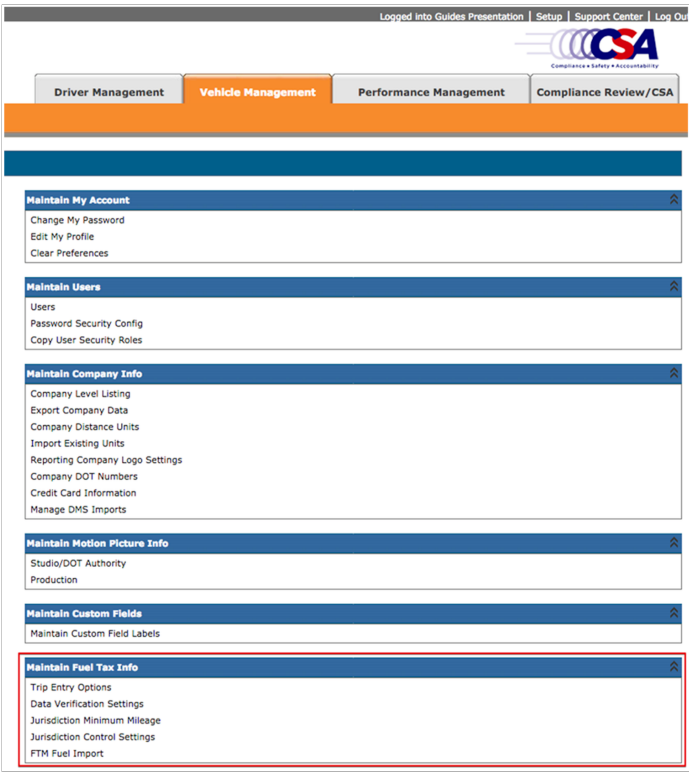 Logged into Guides Presentation | Setup | Support Center | Log Ou
CSA
Compliance • Safety • Accountability
Driver Management Vehicle Management Performance Management Compliance Review/CSA
Maintain My Account
Change My Password
Edit My Profile
Clear Preferences
Maintain Users
Users
Password Security Config
Copy User Security Roles
Maintain Company Info
Company Level Listing
Export Company Data
Company Distance Units
Import Existing Units
Reporting Company Logo Settings
Company DOT Numbers
Credit Card Information
Manage DMS Imports
Maintain Motion Picture Info
Studio/DOT Authority
Production
Maintain Custom Fields
Maintain Custom Field Labels
Maintain Fuel Tax Info
Trip Entry Options
Data Verification Settings
Jurisdiction Minimum Mileage
Jurisdiction Control Settings
FTM Fuel Import